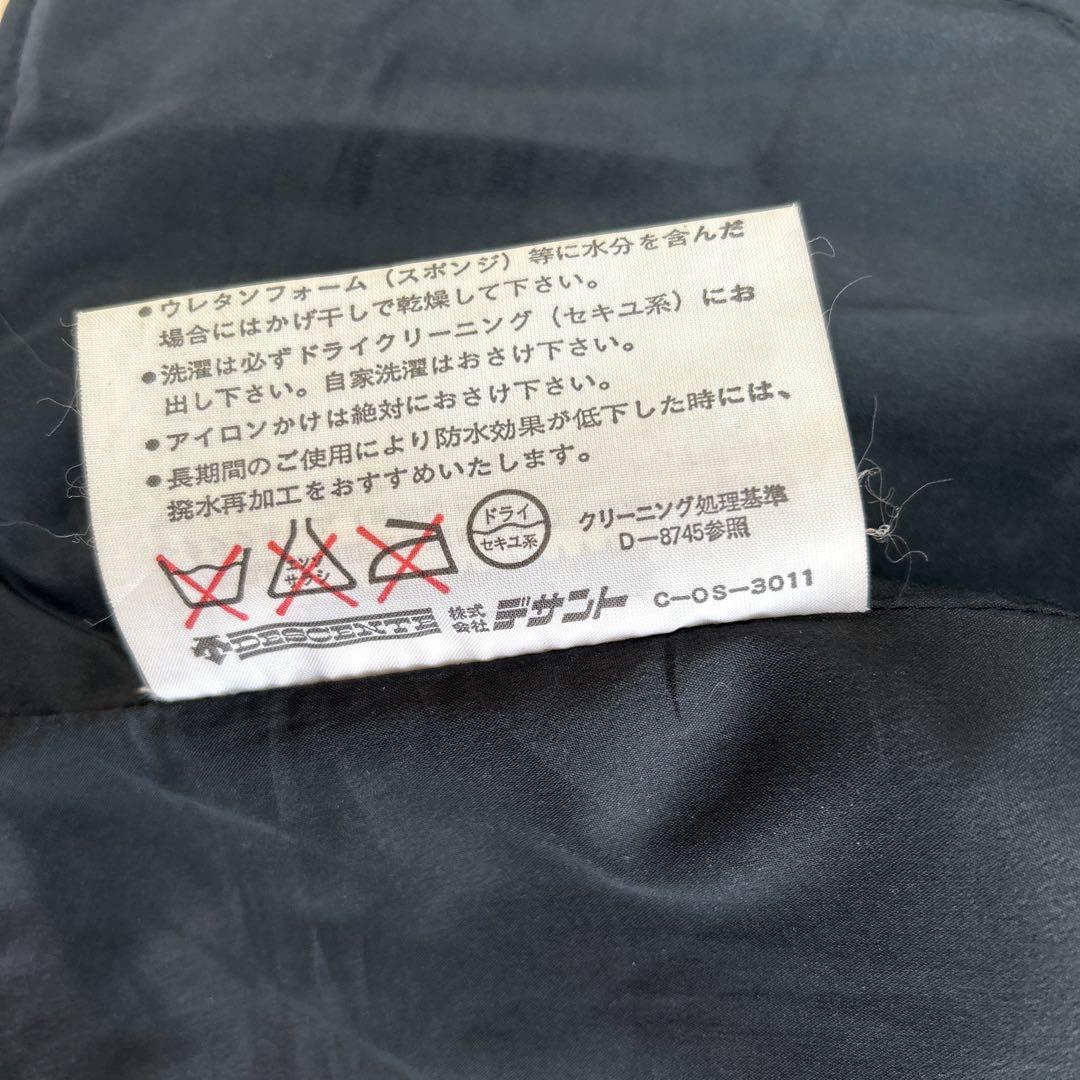 ●ウレタンフォーム（スポンジ）等に水分を含んだ
場合にはかげ干しで乾燥して下さい。
●洗濯は必ずドライクリーニング（セキユ系）にお
出し下さい。自家洗濯はおさけ下さい。
●アイロンかけは絶対におさけ下さい。
●長期間のご使用により防水効果が低下した時には、
撥水再加工をおすすめいたします。
エンソ
サラシ
ドライ
セキユ系
クリーニング処理基準
D-8745参照
DESCENTE 株式会社 デサント C-OS-3011